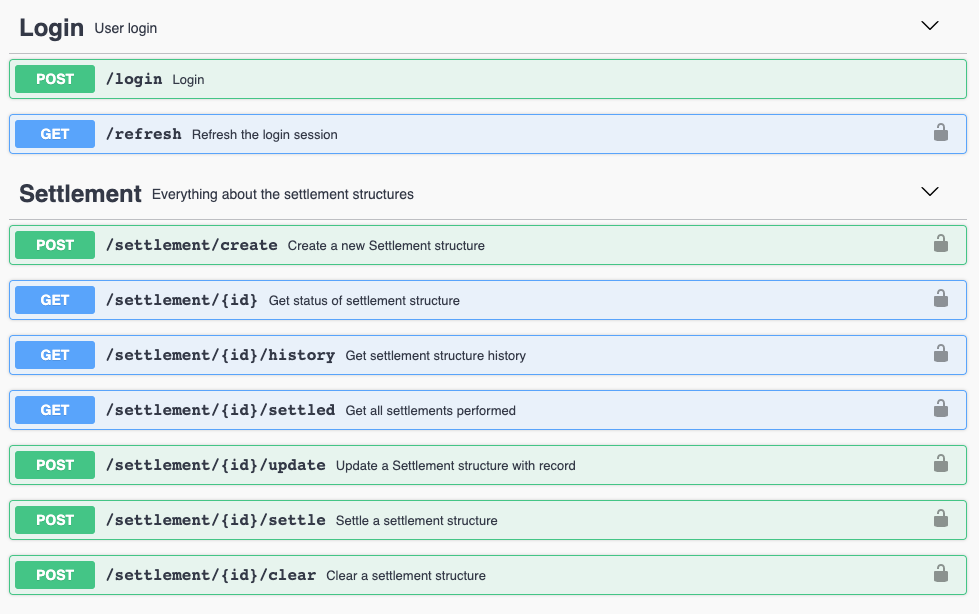 Login User login
POST /login Login
GET /refresh Refresh the login session
Settlement Everything about the settlement structures
POST /settlement/create Create a new Settlement structure
GET /settlement/{id} Get status of settlement structure
GET /settlement/{id}/history Get settlement structure history
GET /settlement/{id}/settled Get all settlements performed
POST /settlement/{id}/update Update a Settlement structure with record
POST /settlement/{id}/settle Settle a settlement structure
POST /settlement/{id}/clear Clear a settlement structure